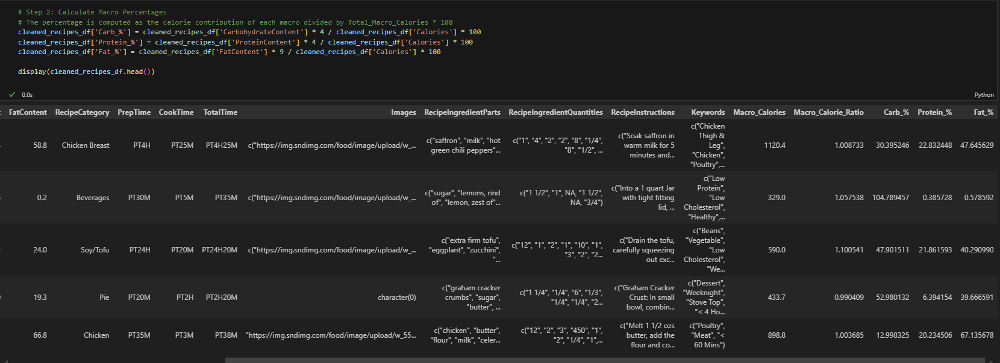 # Step 2: Calculate Macro Percentages
# The percentage is computed as the calorie contribution of each macro divided by Total_Macro_Calories * 100
cleaned_recipes_df['Carb_%'] = cleaned_recipes_df['CarbohydrateContent'] * 4 / cleaned_recipes_df['Calories'] * 100
cleaned_recipes_df['Protein_%'] = cleaned_recipes_df['ProteinContent'] * 4 / cleaned_recipes_df['Calories'] * 100
cleaned_recipes_df['Fat_%'] = cleaned_recipes_df['FatContent'] * 9 / cleaned_recipes_df['Calories'] * 100
display(cleaned_recipes_df.head())
✓ 0.0s Python
FatContent RecipeCategory PrepTime CookTime TotalTime Images RecipeIngredientParts RecipeIngredientQuantities RecipeInstructions Keywords Macro_Calories Macro_Calorie_Ratio Carb_% Protein_% Fat_%
58.8 Chicken Breast PT4H PT25M PT4H25M c("https://img.sndimg.com/food/image/upload/w_...
c("saffron", "milk", "hot
green chili peppers"...
c("1", "4", "2", "2", "8", "1/4",
"8", "1/2", ...
c("Soak saffron in
warm milk for 5
minutes and...
c("Chicken
Thigh &
Leg",
"Chicken",
"Poultry",...
1120.4 1.008733 30.395246 22.832448 47.645629
0.2 Beverages PT30M PT5M PT35M c("https://img.sndimg.com/food/image/upload/w_...
c("sugar", "lemons, rind
of", "lemon, zest of"...
c("1 1/2", "1", NA, "1 1/2",
NA, "3/4")
c("Into a 1 quart Jar
with tight fitting
lid, ...
c("Low
Protein",
"Low
Cholesterol",
"Healthy",...
329.0 1.057538 104.789457 0.385728 0.578592
24.0 Soy/Tofu PT24H PT20M PT24H20M c("https://img.sndimg.com/food/image/upload/w_...
c("extra firm tofu",
"eggplant", "zucchini",
"...
c("12", "1", "2", "1", "10", "1",
"3", "2", "2...
c("Drain the tofu,
carefully squeezing
out exc...
c("Beans",
"Vegetable",
"Low
Cholesterol",
"We...
590.0 1.100541 47.901511 21.861593 40.290990
19.3 Pie PT20M PT2H PT2H20M character(0)
c("graham cracker
crumbs", "sugar",
"butter", ...
c("1 1/4", "1/4", "6", "1/3",
"1/4", "1/4", "2...
c("Graham Cracker
Crust: In small
bowl, combin...
c("Dessert",
"Weeknight",
"Stove Top",
"< 4 Ho...
433.7 0.990409 52.980132 6.394154 39.666591
66.8 Chicken PT35M PT3M PT38M "https://img.sndimg.com/food/image/upload/w_55...
c("chicken", "butter",
"flour", "milk", "celer...
c("12", "2", "3", "450", "1",
"2", "1/4", "1",...
c("Melt 1 1/2 ozs
butter, add the
flour and co...
c("Poultry",
"Meat", "<
60 Mins")
898.8 1.003685 12.998325 20.234506 67.135678